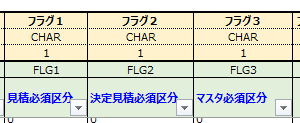 フラグ1 フラグ2 フラグ3
CHAR CHAR CHAR
1 1 1
FLG1 FLG2 FLG3
見積必須区分 決定見積必須区分 マスタ必須区分